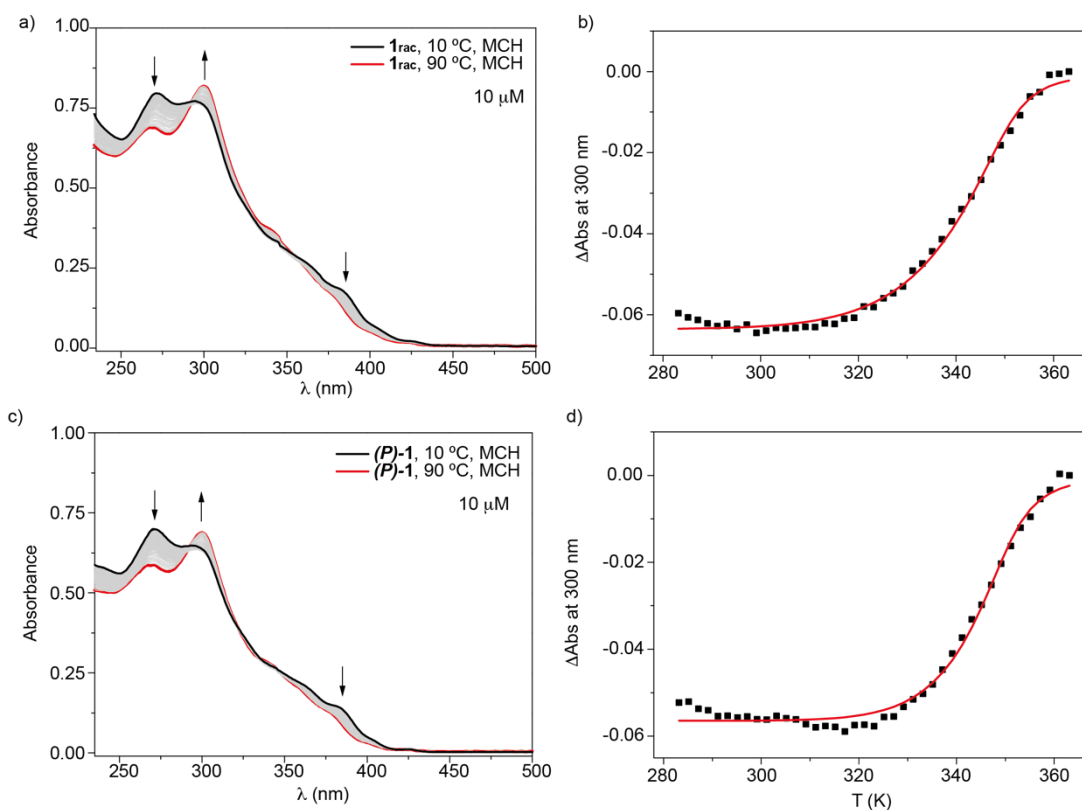 a)
1.00
0.75
0.50
0.25
0.00
Absorbance
250 300 350 400 450 500
λ (nm)
1rac, 10 ºC, MCH
1rac, 90 ºC, MCH
10 μM
b)
0.00
-0.02
-0.04
-0.06
ΔAbs at 300 nm
280 300 320 340 360
c)
1.00
0.75
0.50
0.25
0.00
Absorbance
250 300 350 400 450 500
λ (nm)
(P)-1, 10 ºC, MCH
(P)-1, 90 ºC, MCH
10 μM
d)
0.00
-0.02
-0.04
-0.06
ΔAbs at 300 nm
280 300 320 340 360
T (K)